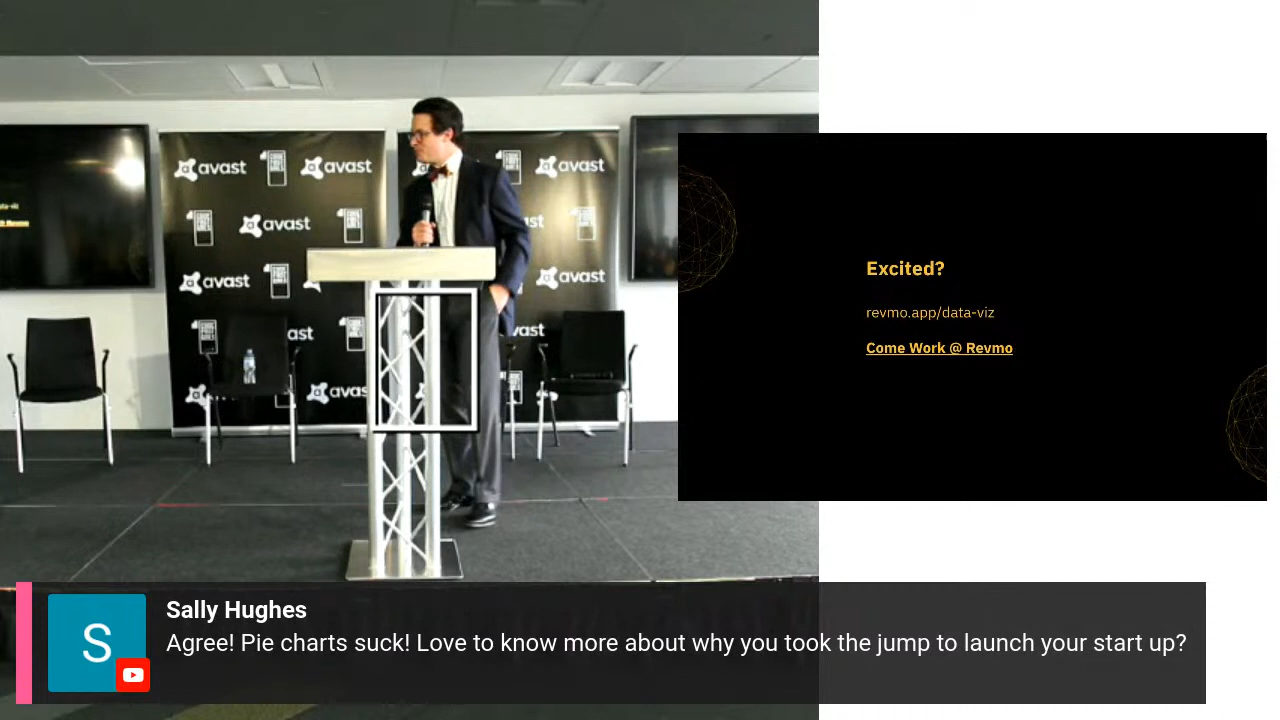 avast
avast
avast
avast
avast
avast
Excited?
revmo.app/data-viz
Come Work @ Revmo
S
Sally Hughes
Agree! Pie charts suck! Love to know more about why you took the jump to launch your start up?